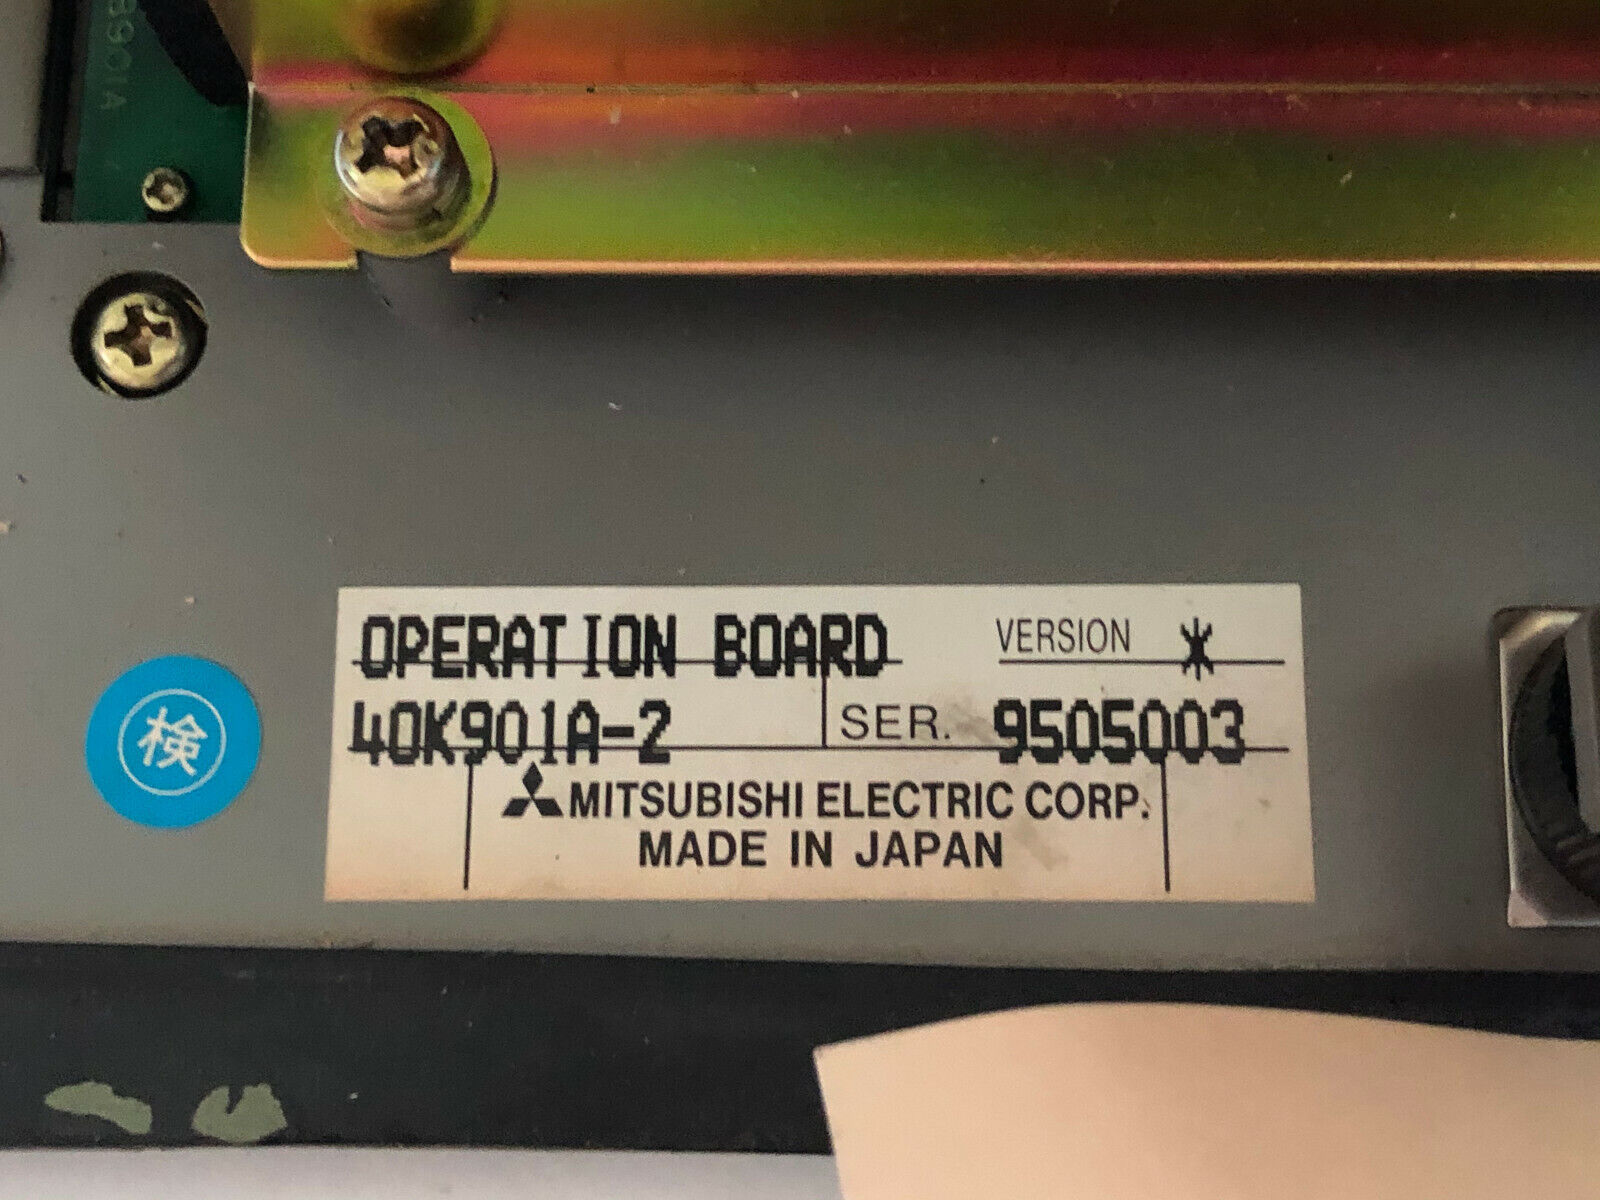 OPERATION BOARD VERSION *
40K901A-2 SER. 9505003
MITSUBISHI ELECTRIC CORP.
MADE IN JAPAN
検